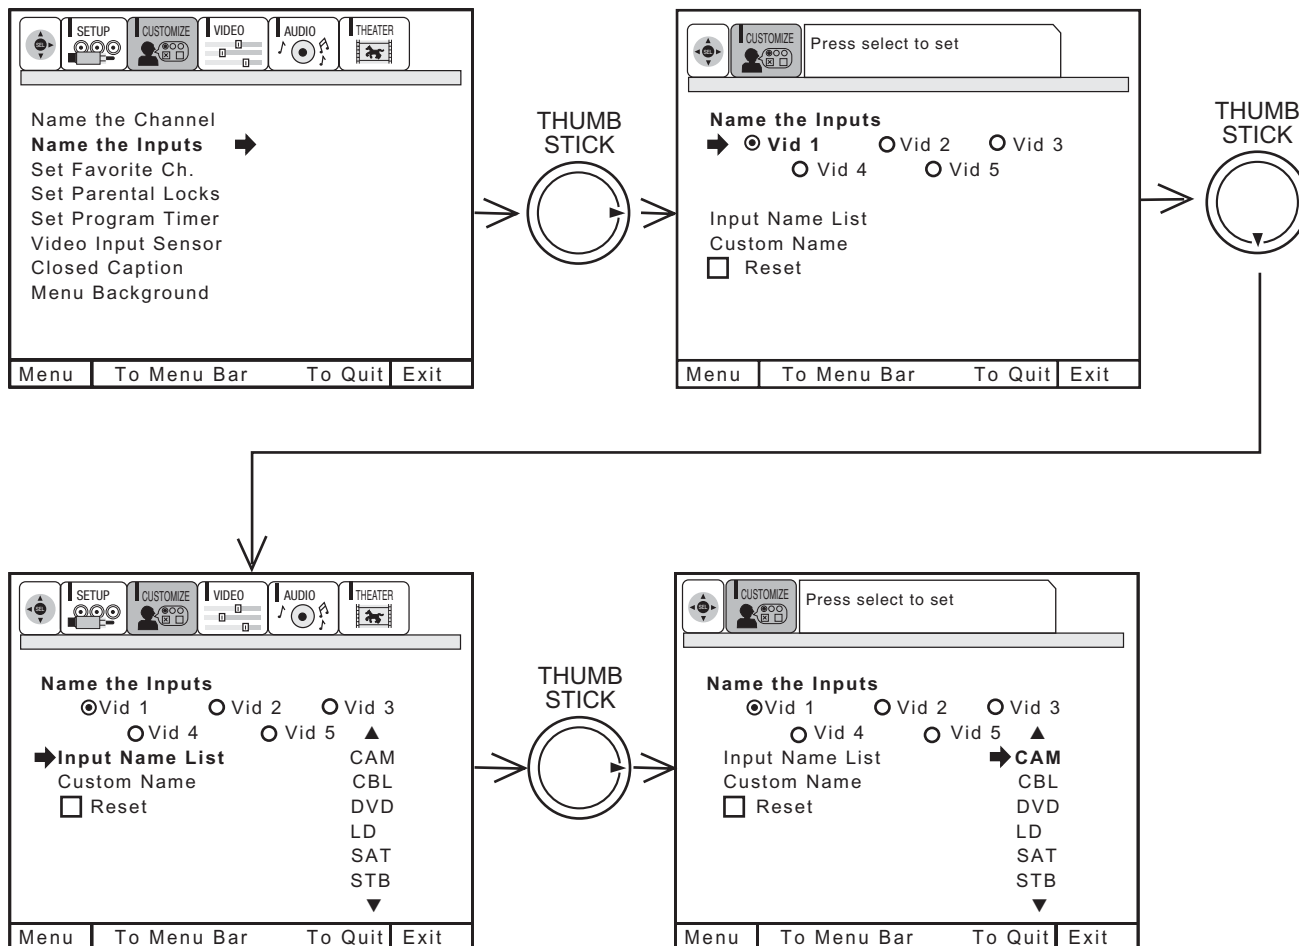 SETUP CUSTOMIZE VIDEO AUDIO THEATER
SEL
Name the Channel
Name the Inputs
Set Favorite Ch.
Set Parental Locks
Set Program Timer
Video Input Sensor
Closed Caption
Menu Background
Menu To Menu Bar To Quit Exit
THUMB
STICK
CUSTOMIZE
SEL
Press select to set
Name the Inputs
Vid 1 Vid 2 Vid 3
Vid 4 Vid 5
Input Name List
Custom Name
Reset
Menu To Menu Bar To Quit Exit
THUMB
STICK
SETUP CUSTOMIZE VIDEO AUDIO THEATER
SEL
Name the Inputs
Vid 1 Vid 2 Vid 3
Vid 4 Vid 5
Input Name List CAM
Custom Name CBL
Reset DVD
LD
SAT
STB
Menu To Menu Bar To Quit Exit
THUMB
STICK
CUSTOMIZE
SEL
Press select to set
Name the Inputs
Vid 1 Vid 2 Vid 3
Vid 4 Vid 5
Input Name List CAM
Custom Name CBL
Reset DVD
LD
SAT
STB
Menu To Menu Bar To Quit Exit